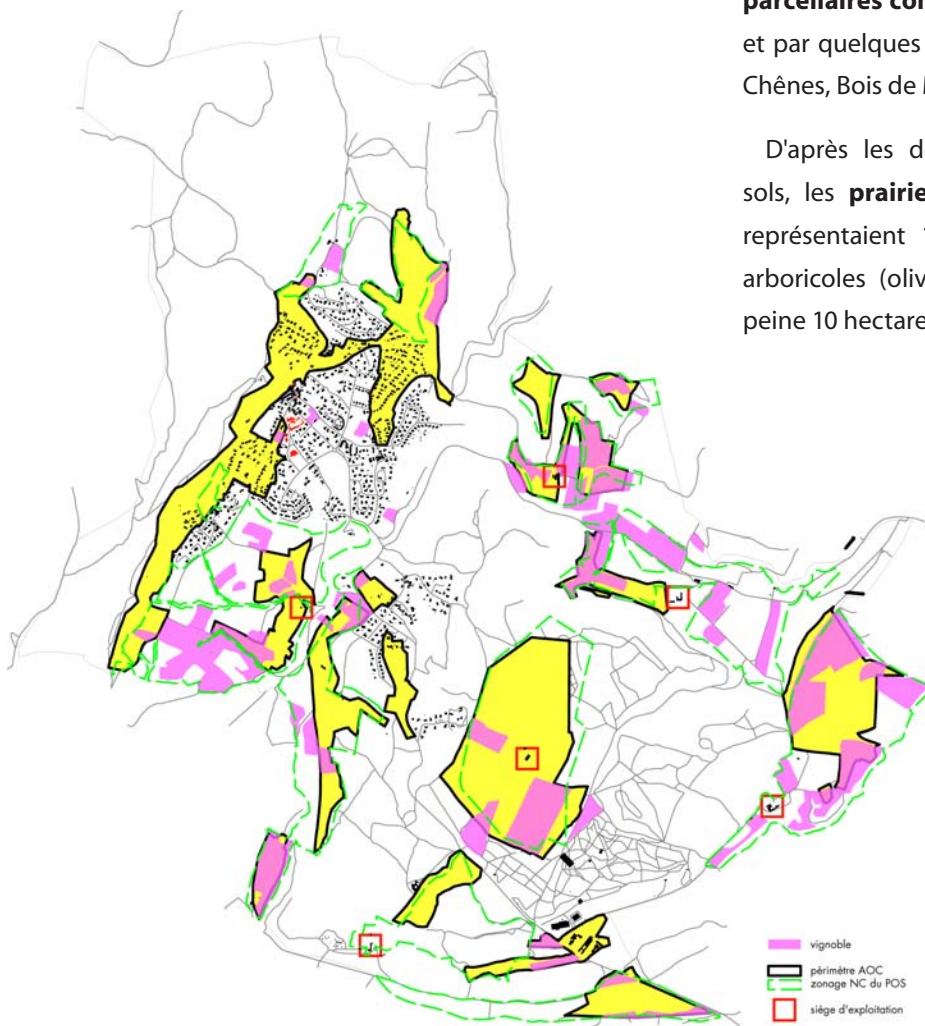 parcellaires con
et par quelques
Chênes, Bois de
D'après les d
sols, les prairie
représentaient
arboricoles (oliv
peine 10 hectare
vignoble
périmètre AOC
zonage NC du POS
siège d'exploitation